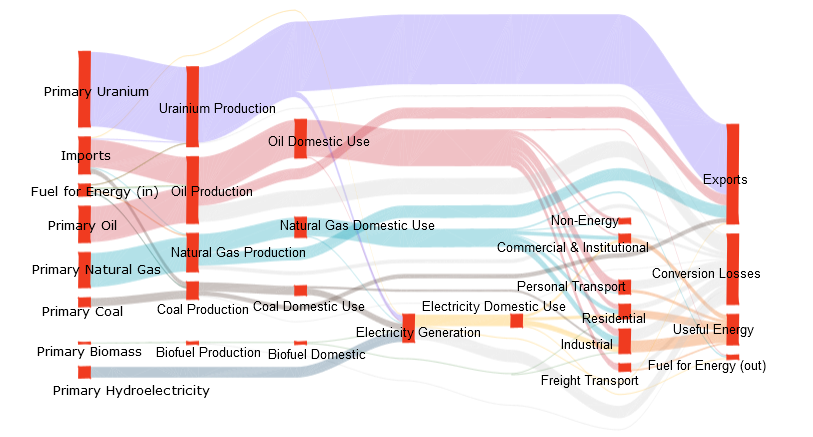 Primary Uranium
Urainium Production
Imports
Oil Domestic Use
Fuel for Energy (in)
Oil Production
Exports
Primary Oil
Natural Gas Domestic Use
Non-Energy
Natural Gas Production
Commercial & Institutional
Primary Natural Gas
Conversion Losses
Personal Transport
Primary Coal
Coal Production
Coal Domestic Use
Electricity Domestic Use
Residential
Electricity Generation
Useful Energy
Primary Biomass
Biofuel Production
Biofuel Domestic
Industrial
Fuel for Energy (out)
Primary Hydroelectricity
Freight Transport